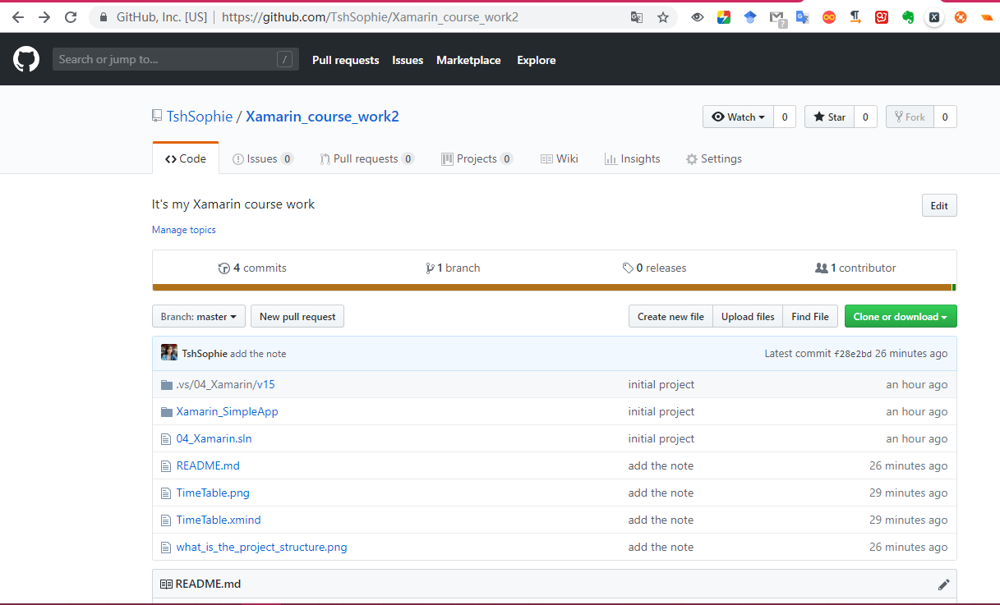 GitHub, Inc. [US] | https://github.com/TshSophie/Xamarin_course_work2
Search or jump to... / Pull requests Issues Marketplace Explore
TshSophie / Xamarin_course_work2 Watch 0 Star 0 Fork 0
Code Issues 0 Pull requests 0 Projects 0 Wiki Insights Settings
It's my Xamarin course work Edit
Manage topics
4 commits 1 branch 0 releases 1 contributor
Branch: master New pull request Create new file Upload files Find File Clone or download
TshSophie add the note Latest commit f28e2bd 26 minutes ago
.vs/04_Xamarin/v15 initial project an hour ago
Xamarin_SimpleApp initial project an hour ago
04_Xamarin.sln initial project an hour ago
README.md add the note 26 minutes ago
TimeTable.png add the note 29 minutes ago
TimeTable.xmind add the note 29 minutes ago
what_is_the_project_structure.png add the note 26 minutes ago
README.md